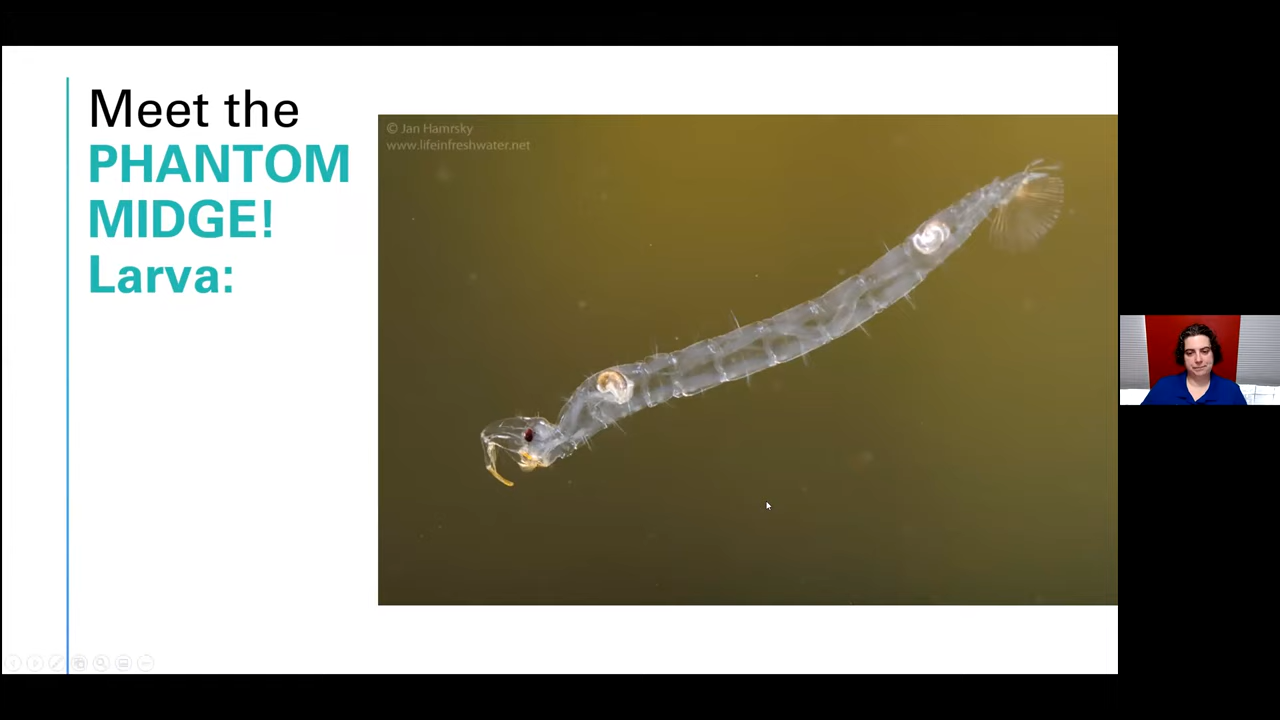 Meet the
PHANTOM
MIDGE!
Larva:
© Jan Hamrsky
www.lifeinfreshwater.net